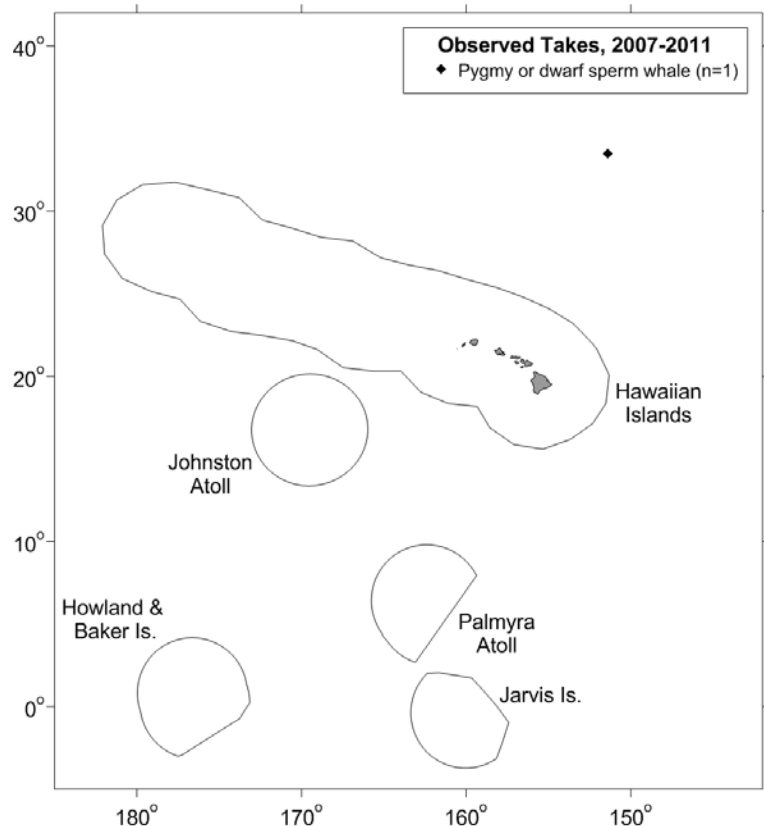 Observed Takes, 2007-2011
Pygmy or dwarf sperm whale (n=1)
40°
30°
20°
10°
0°
Hawaiian
Islands
Johnston
Atoll
Howland &
Baker Is.
Palmyra
Atoll
Jarvis Is.
180°
170°
160°
150°